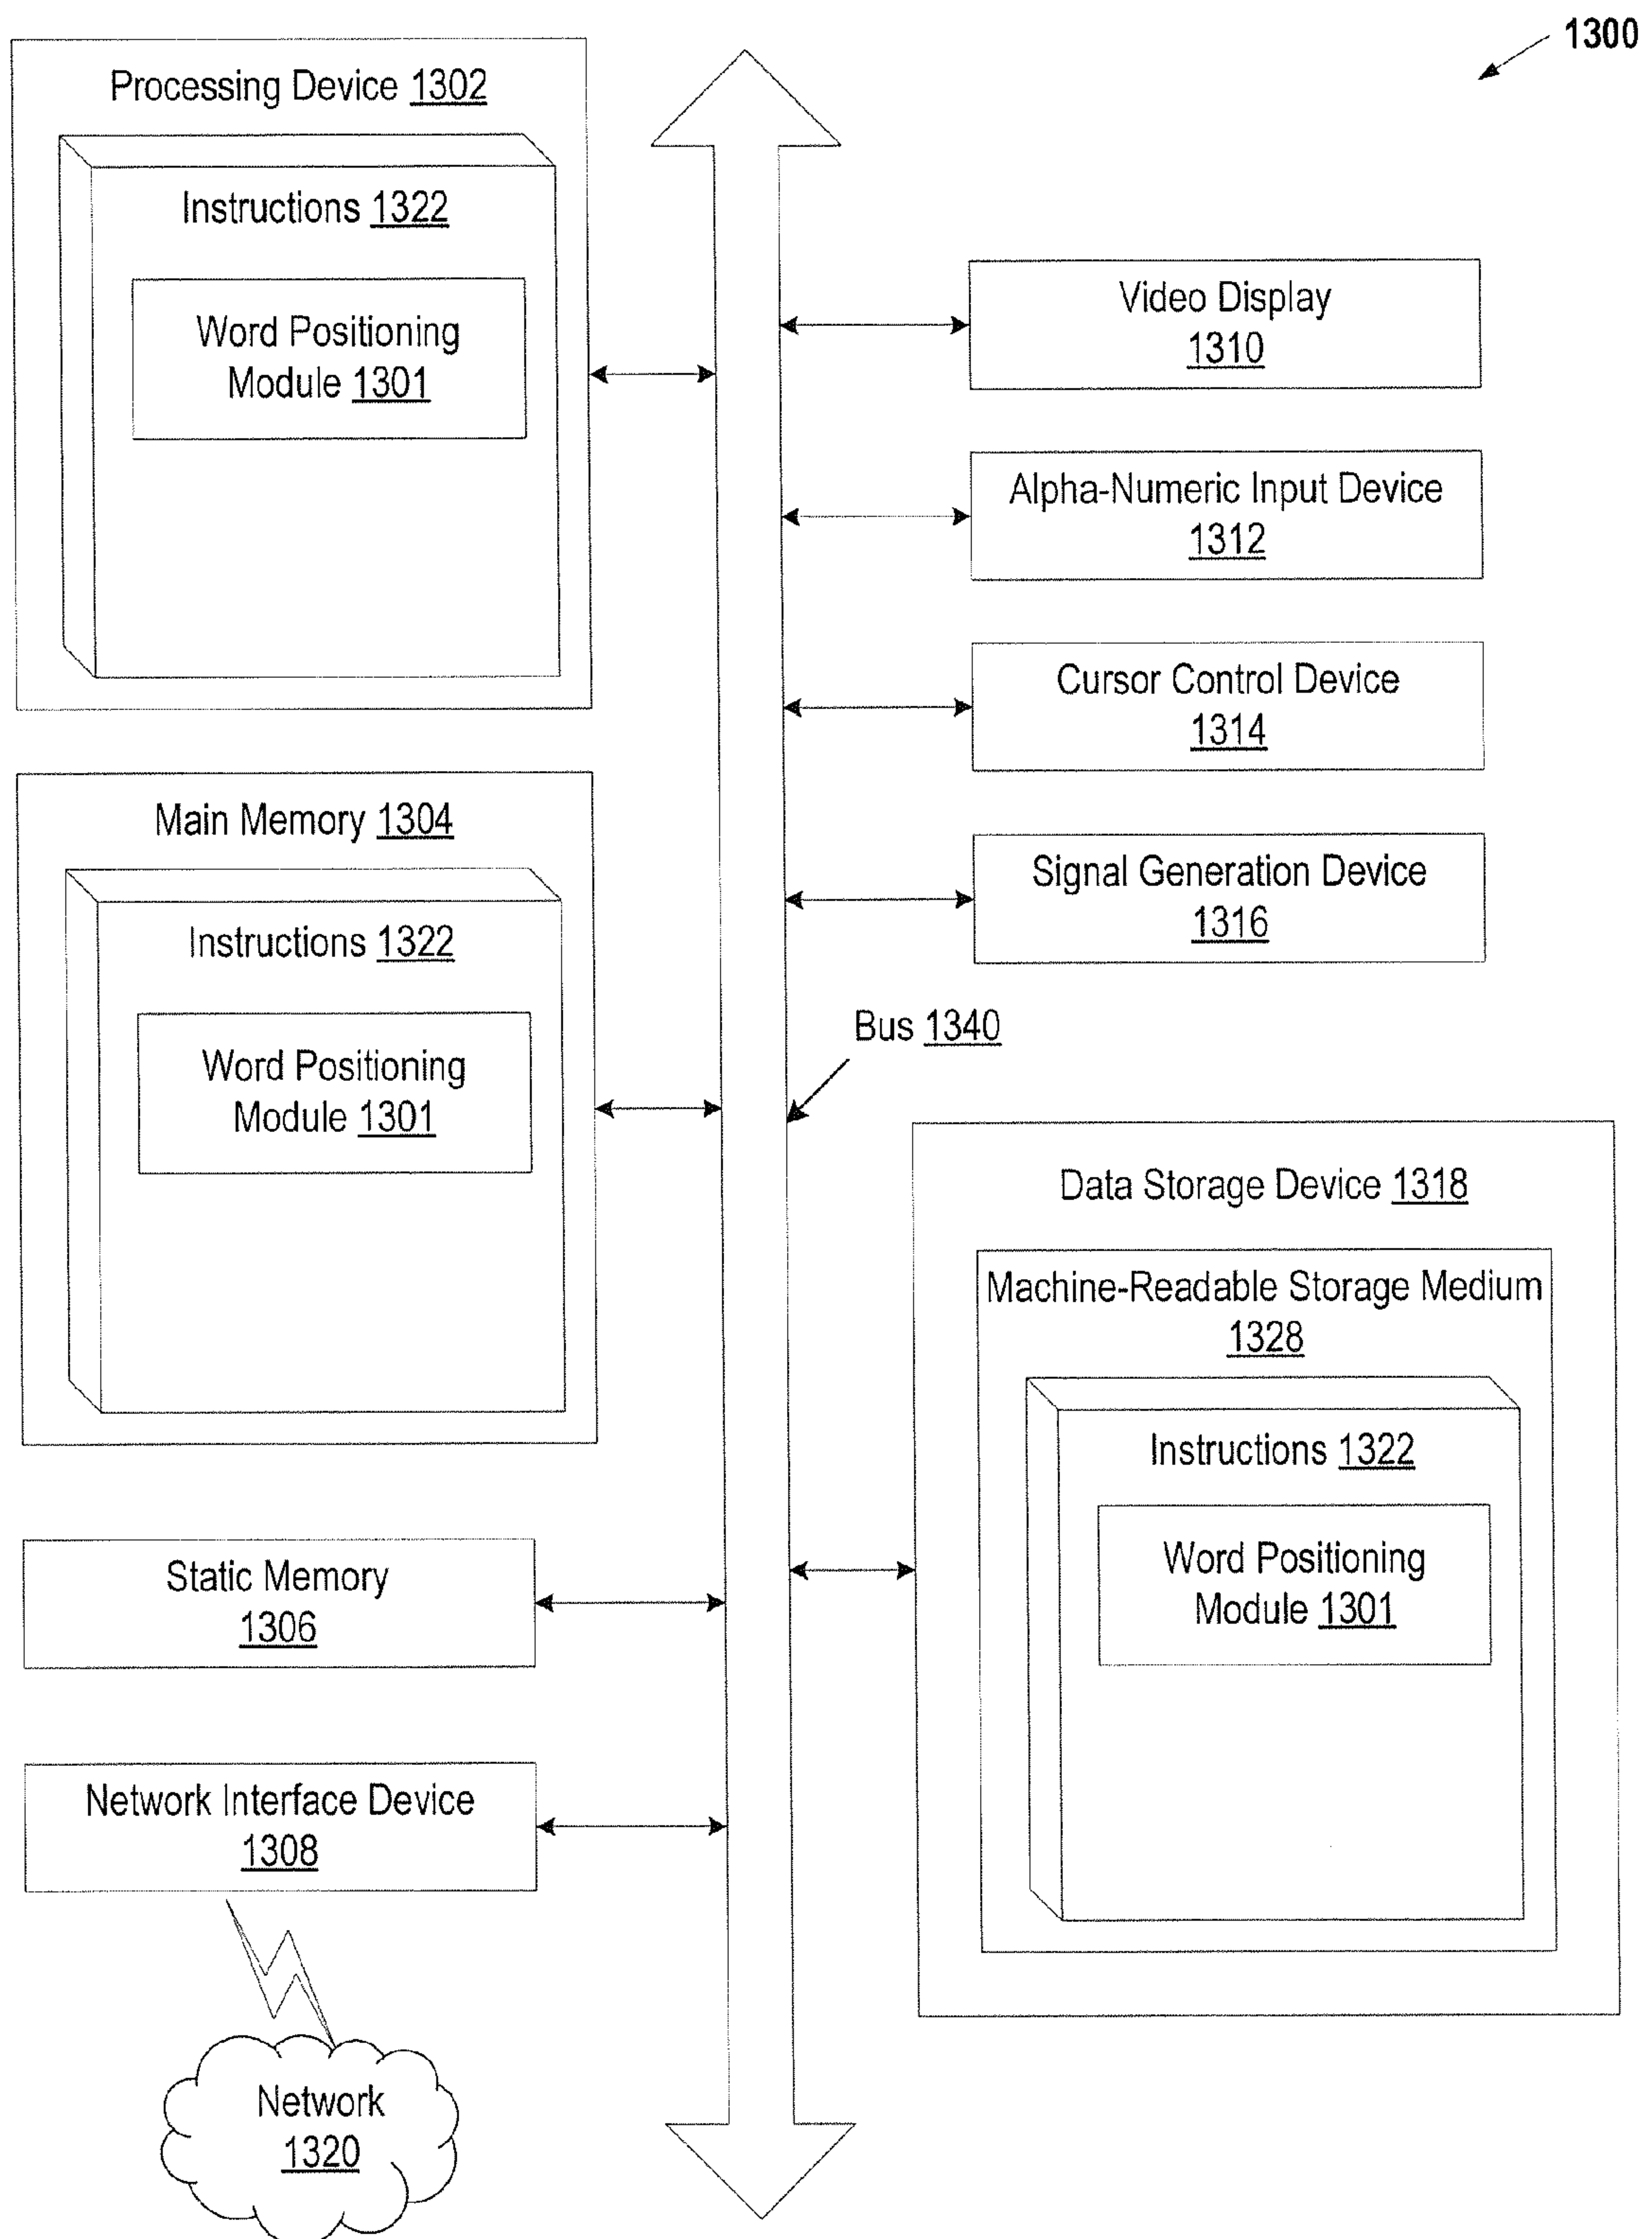 1300
Processing Device 1302
Instructions 1322
Word Positioning
Module 1301
Main Memory 1304
Instructions 1322
Word Positioning
Module 1301
Static Memory
1306
Network Interface Device
1308
Network
1320
Video Display
1310
Alpha-Numeric Input Device
1312
Cursor Control Device
1314
Signal Generation Device
1316
Bus 1340
Data Storage Device 1318
Machine-Readable Storage Medium
1328
Instructions 1322
Word Positioning
Module 1301